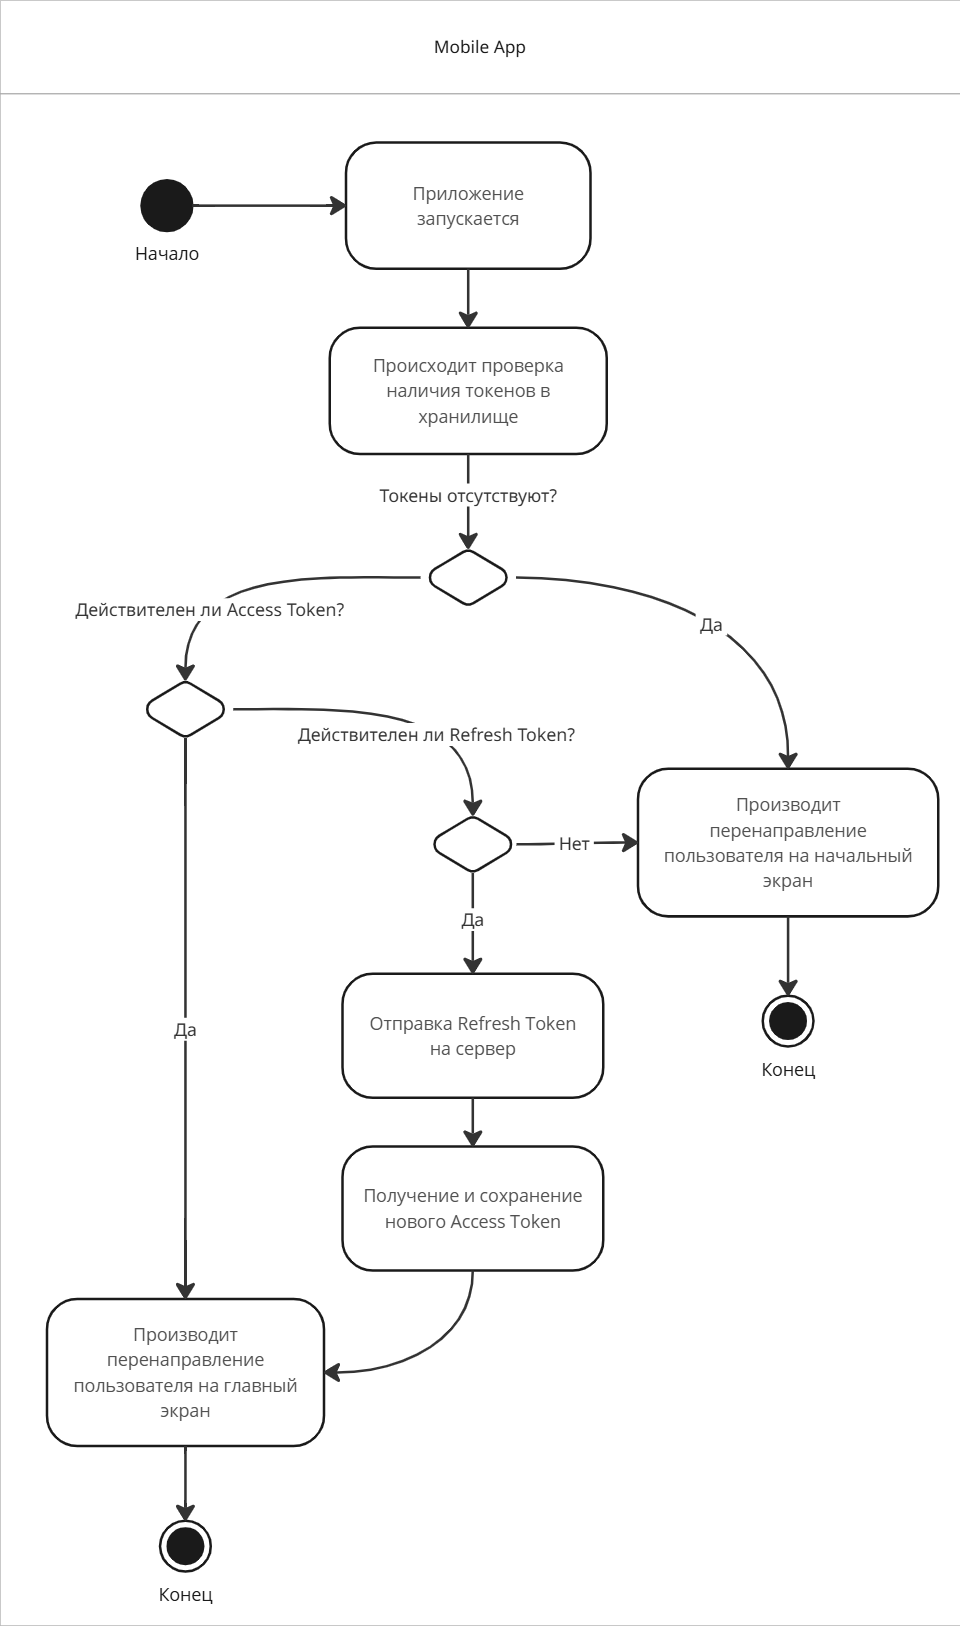 Mobile App
Начало
Приложение
запускается
Происходит проверка
наличия токенов в
хранилище
Токены отсутствуют?
Действителен ли Access Token?
Да
Действителен ли Refresh Token?
Нет
Производит
перенаправление
пользователя на начальный
экран
Да
Отправка Refresh Token
на сервер
Да
Конец
Получение и сохранение
нового Access Token
Производит
перенаправление
пользователя на главный
экран
Конец